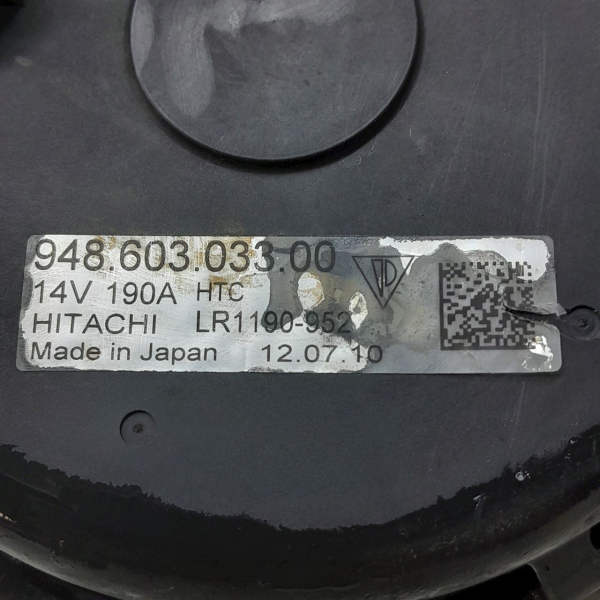 948.603.033.00
14V 190A HTC
HITACHI LR1190-952
Made in Japan 12.07.10